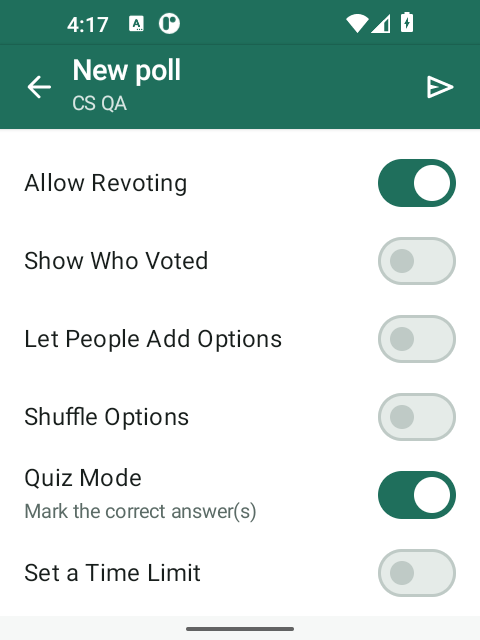 4:17
A
New poll
CS QA
Allow Revoting
Show Who Voted
Let People Add Options
Shuffle Options
Quiz Mode
Mark the correct answer(s)
Set a Time Limit